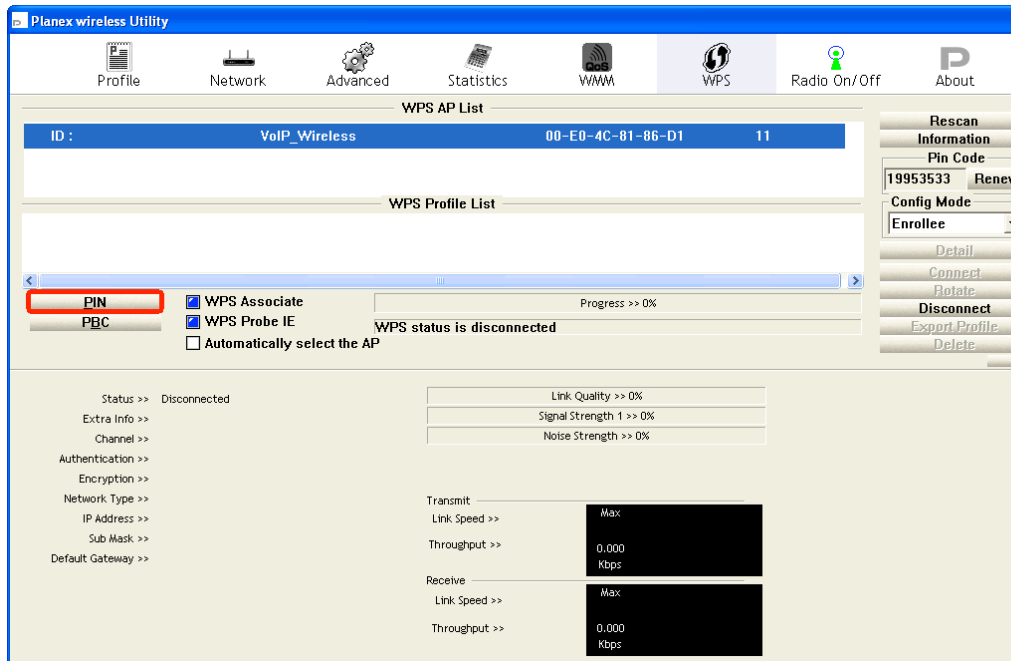 Planex wireless Utility
Profile Network Advanced Statistics WMM WPS Radio On/Off About
QoS
WPS AP List
ID : VoIP_Wireless 00-E0-4C-81-86-D1 11
Rescan
Information
Pin Code
19953533 Renew
WPS Profile List
Config Mode
Enrollee
Detail
Connect
Rotate
Disconnect
Export Profile
Delete
PIN
PBC
WPS Associate
WPS Probe IE
Automatically select the AP
Progress >> 0%
WPS status is disconnected
Status >> Disconnected
Extra Info >>
Channel >>
Authentication >>
Encryption >>
Network Type >>
IP Address >>
Sub Mask >>
Default Gateway >>
Link Quality >> 0%
Signal Strength 1 >> 0%
Noise Strength >> 0%
Transmit
Link Speed >>
Throughput >>
Max
0.000
Kbps
Receive
Link Speed >>
Throughput >>
Max
0.000
Kbps